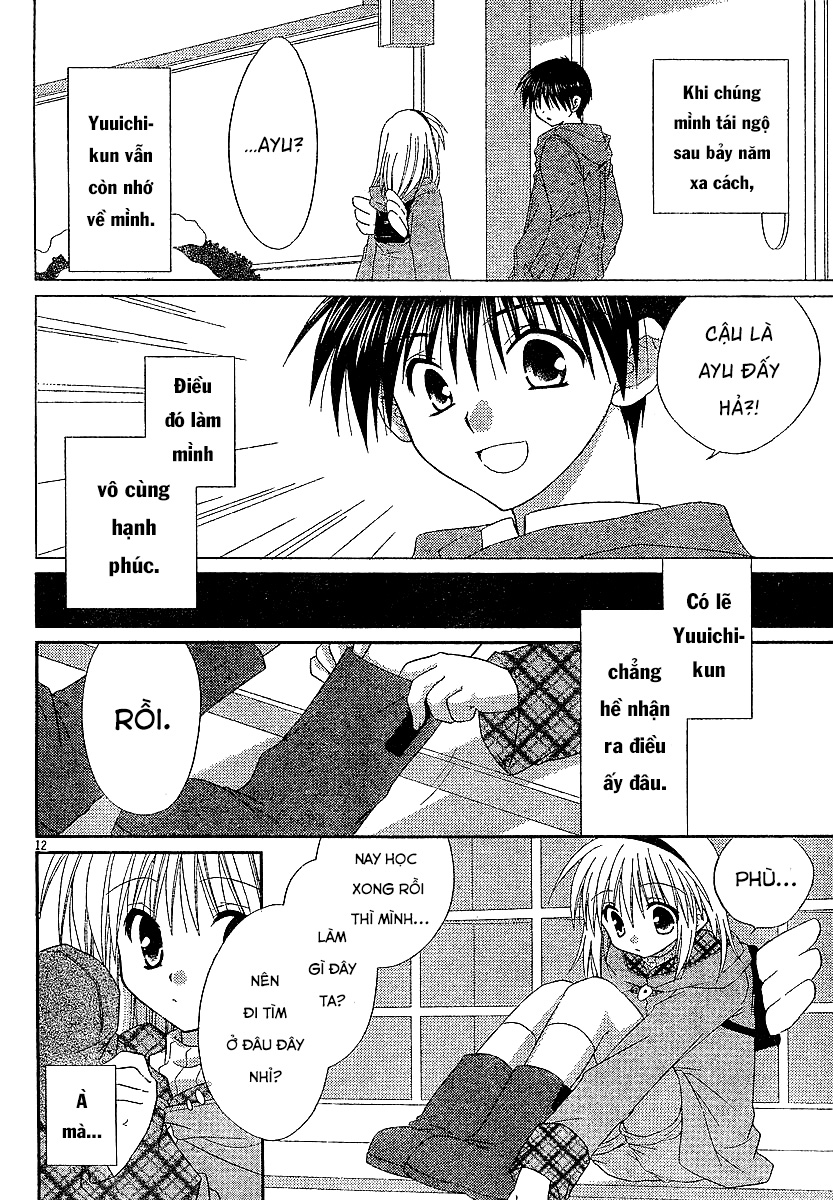 Khi chúng
mình tái ngộ
sau bảy năm
xa cách,
...AYU?
Yuuichi-
kun vẫn
còn nhớ
về mình.
CẬU LÀ
AYU ĐẤY
HẢ?!
Điều
đó làm
mình
vô cùng
hạnh
phúc.
Có lẽ
Yuuichi-
kun
chẳng
hề nhận
ra điều
ấy đâu.
RỒI.
12
PHÙ...
NAY HỌC
XONG RỒI
THÌ MÌNH...
LÀM
GÌ ĐÂY
TA?
NÊN
ĐI TÌM
Ở ĐÂU ĐÂY
NHỈ?
À
mà...